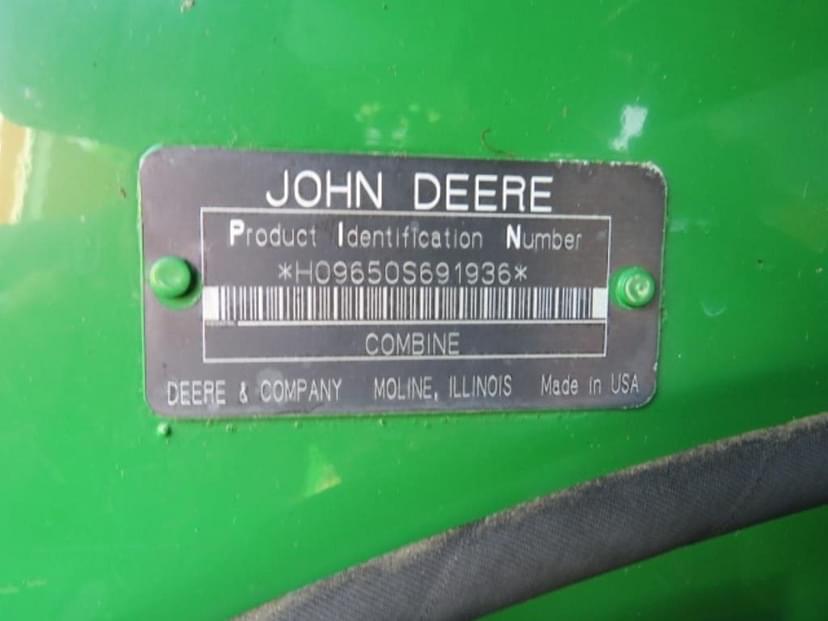 JOHN DEERE
Product Identification Number
*H09650S691936*
COMBINE
DEERE & COMPANY MOLINE, ILLINOIS Made in USA